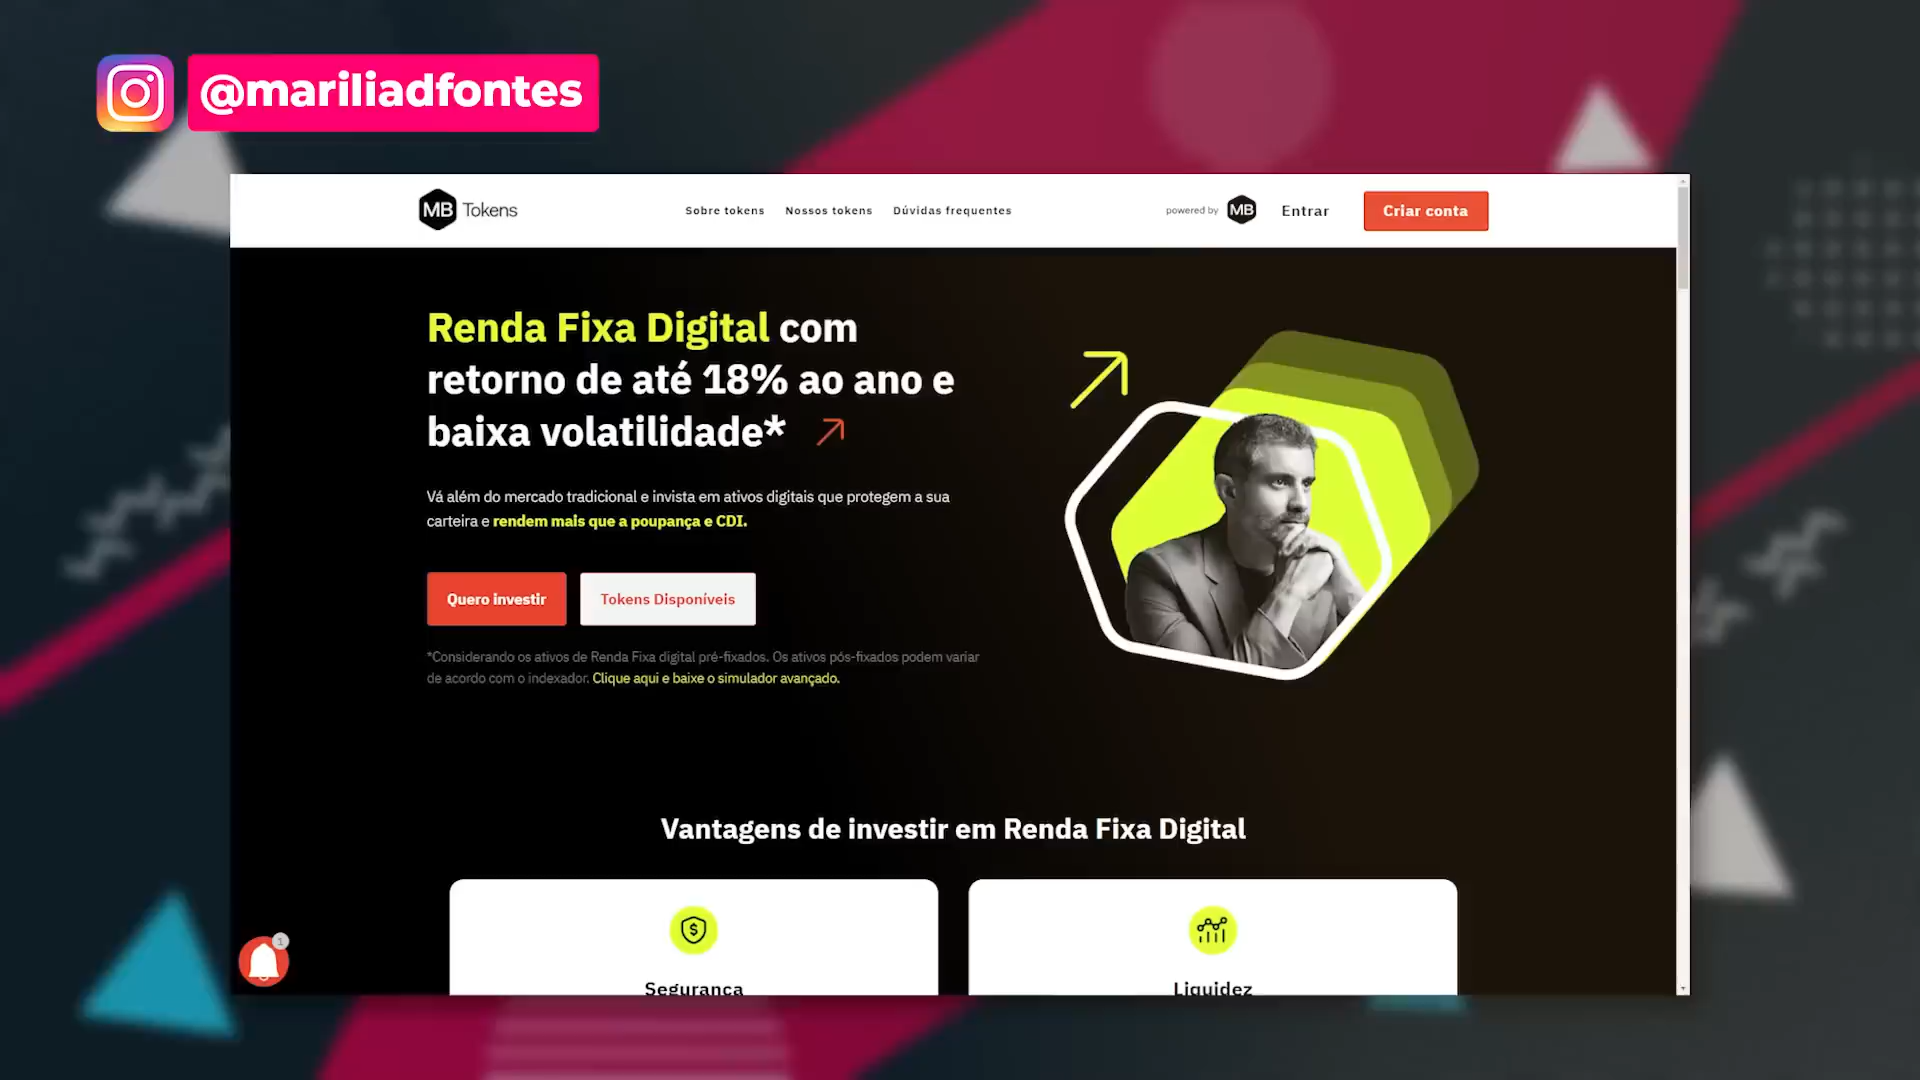 @mariliadfontes
MB Tokens
Sobre tokens
Nossos tokens
Dúvidas frequentes
powered by MB
Entrar
Criar conta
Renda Fixa Digital com
retorno de até 18% ao ano e
baixa volatilidade*
Vá além do mercado tradicional e invista em ativos digitais que protegem a sua
carteira e rendem mais que a poupança e CDI.
Quero investir
Tokens Disponíveis
*Considerando os ativos de Renda Fixa digital pré-fixados. Os ativos pós-fixados podem variar
de acordo com o indexador. Clique aqui e baixe o simulador avançado.
Vantagens de investir em Renda Fixa Digital
$
Segurança
Liquidez
1